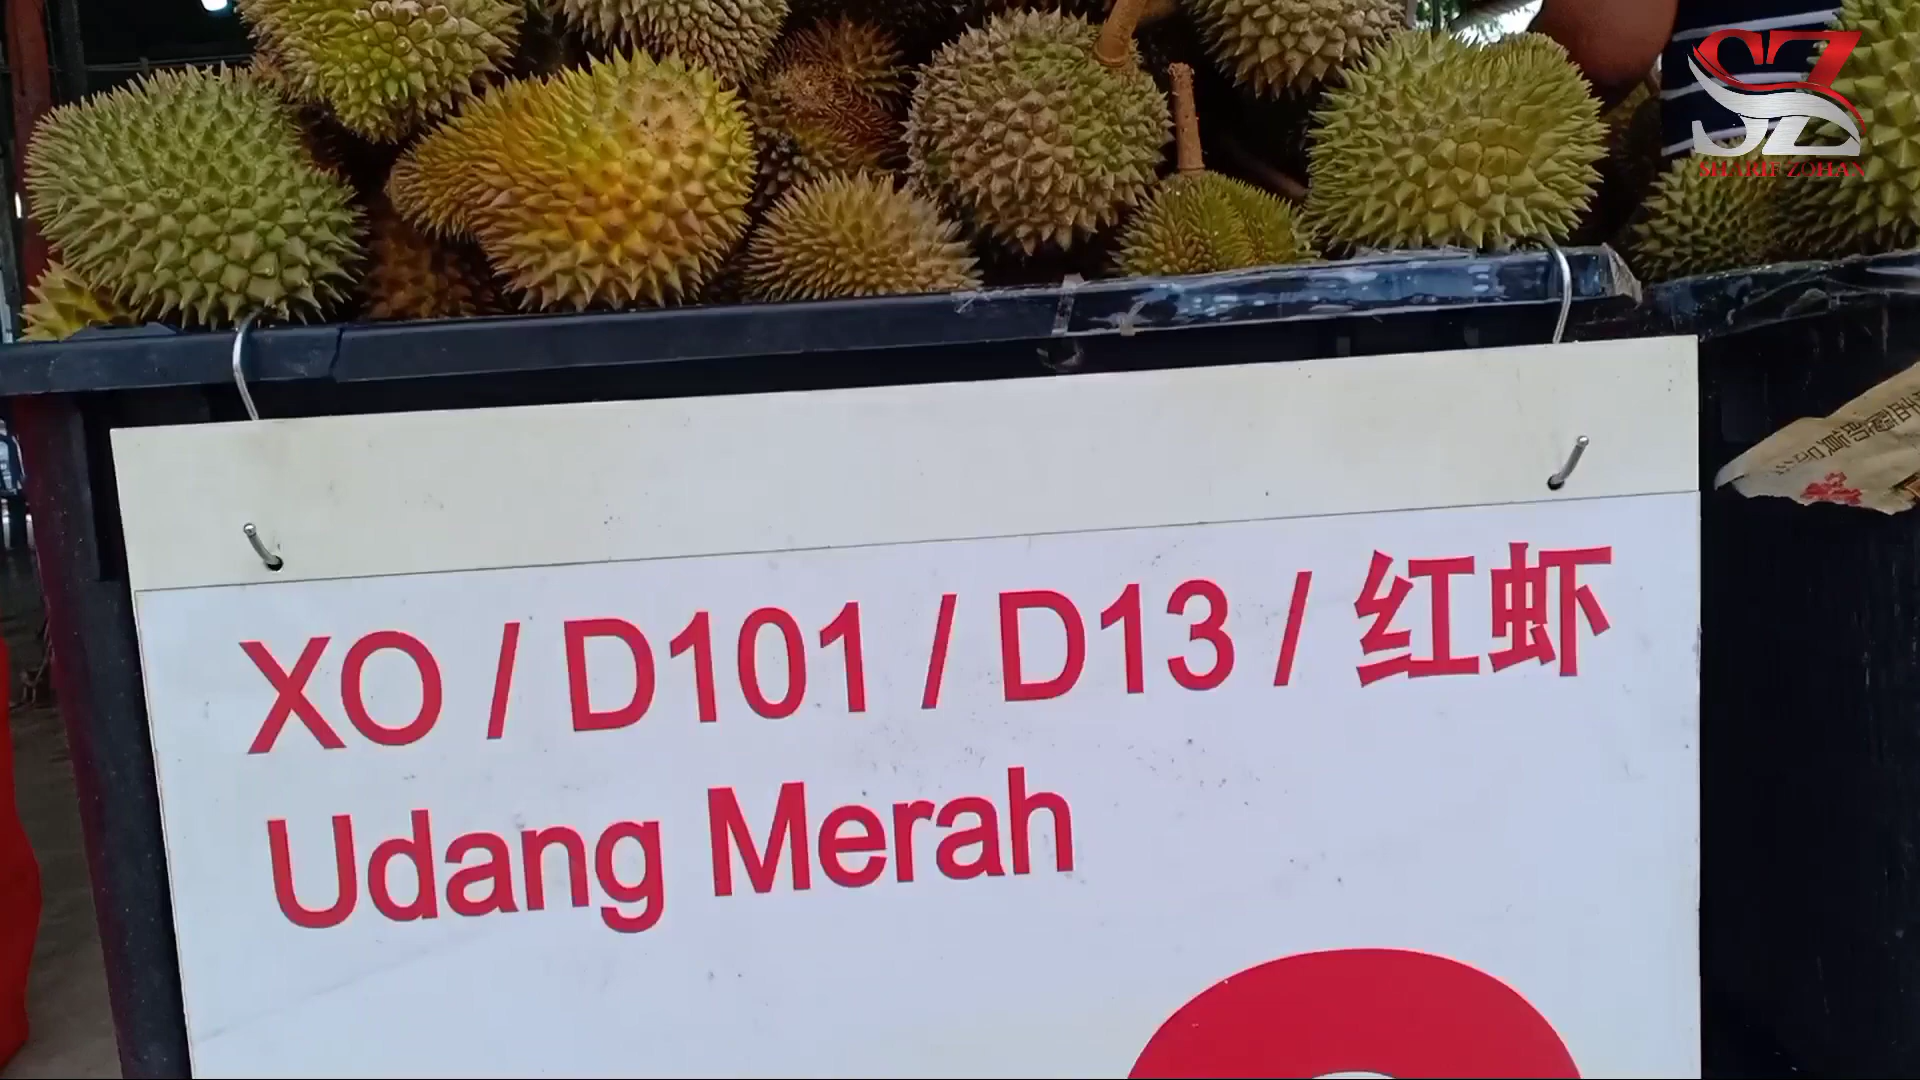 SZ
SHARIF ZOHAN
XO / D101 / D13 / 红虾
Udang Merah